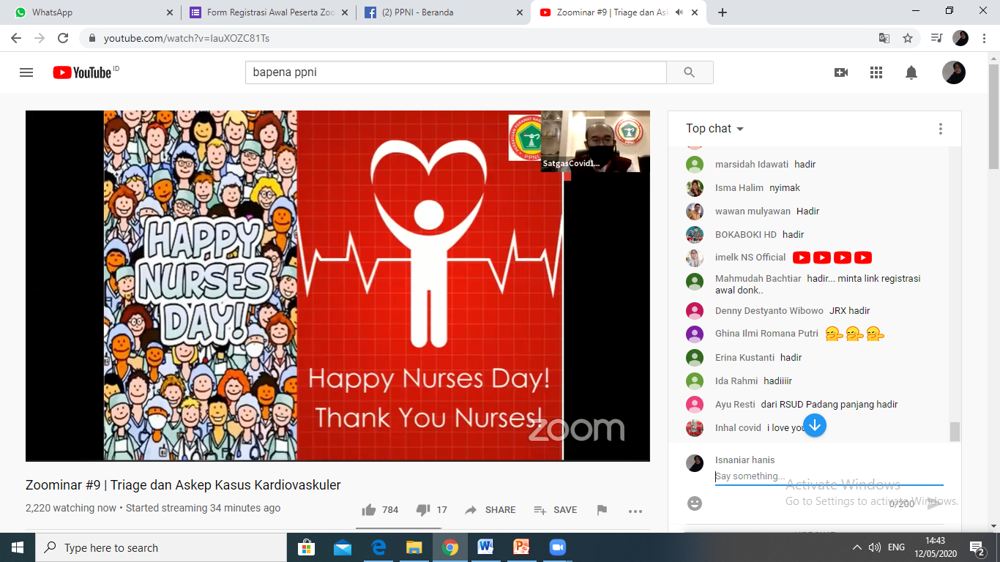 WhatsApp
Form Registrasi Awal Peserta Zoo
(2) PPNI - Beranda
Zoominar #9 | Triage dan Ask
youtube.com/watch?v=IauXOZC81Ts
YouTube ID
bapena ppni
PPNI
PPNI
SatgasCovid1...
HAPPY
NURSES
DAY!
Happy Nurses Day!
Thank You Nurses!
zoom
Zoominar #9 | Triage dan Askep Kasus Kardiovaskuler
2,220 watching now • Started streaming 34 minutes ago
784
17
SHARE
SAVE
Top chat
marsidah Idawati hadir
Isma Halim nyimak
wawan mulyawan Hadir
BOKABOKI HD hadir
imelk NS Official
Mahmudah Bachtiar hadir... minta link registrasi
awal donk..
Denny Destyanto Wibowo JRX hadir
Ghina Ilmi Romana Putri
Erina Kustanti hadir
Ida Rahmi hadiiiir
Ayu Resti dari RSUD Padang panjang hadir
Inhal covid i love you
Isnaniar hanis
Say something...
0/200
Activate Windows
Go to Settings to activate Windows.
Type here to search
ENG
14:43
12/05/2020
2